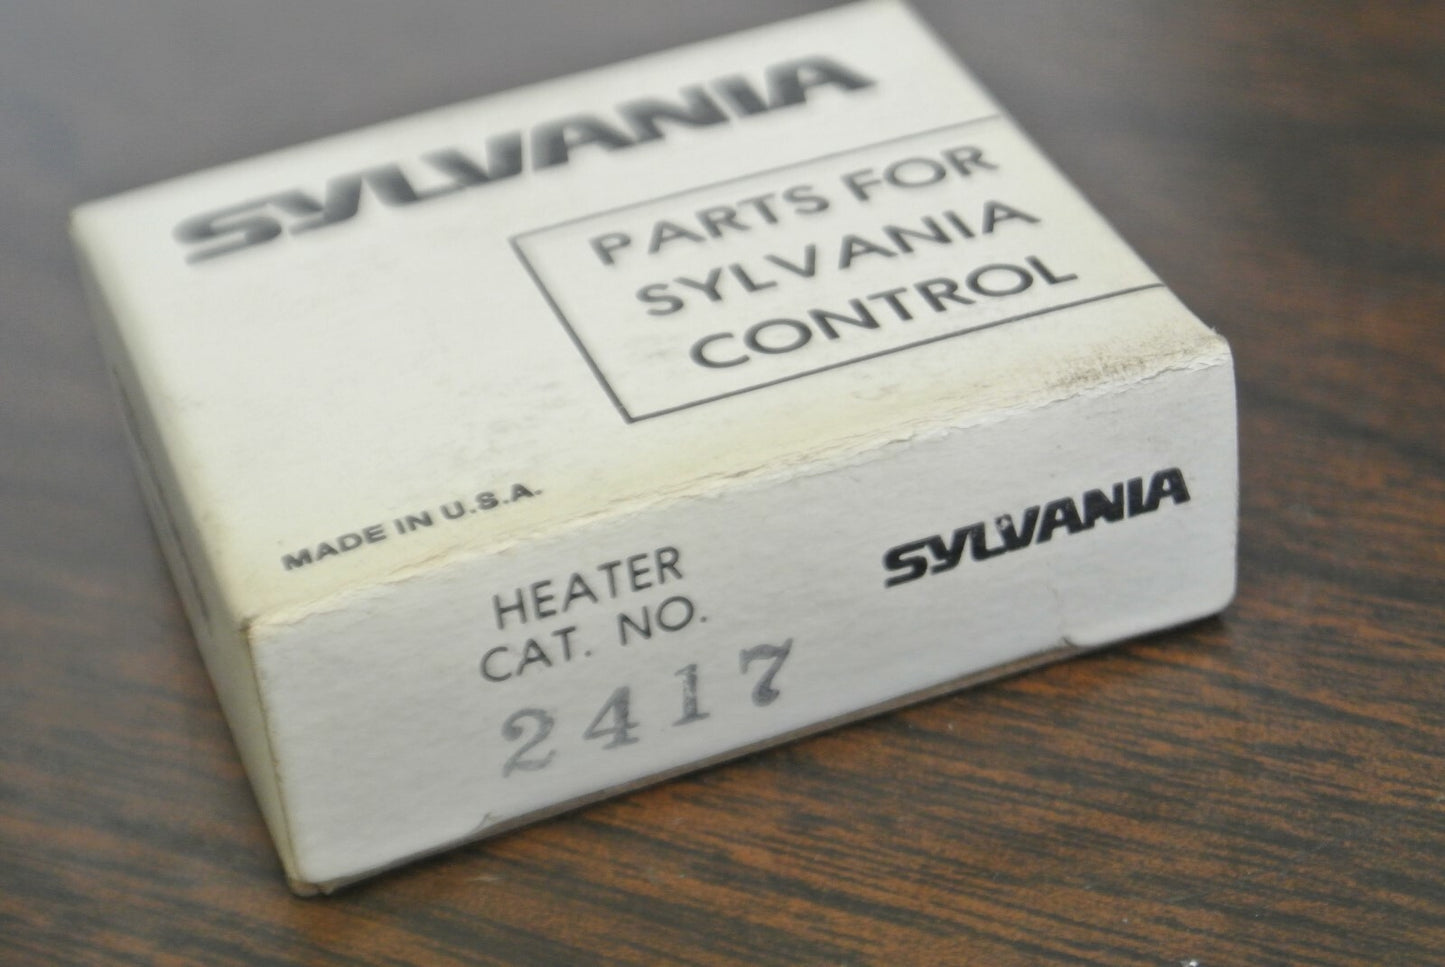 SYLVANIA
PARTS FOR
SYLVANIA
CONTROL
MADE IN U.S.A.
HEATER
CAT. NO.
2417
SYLVANIA